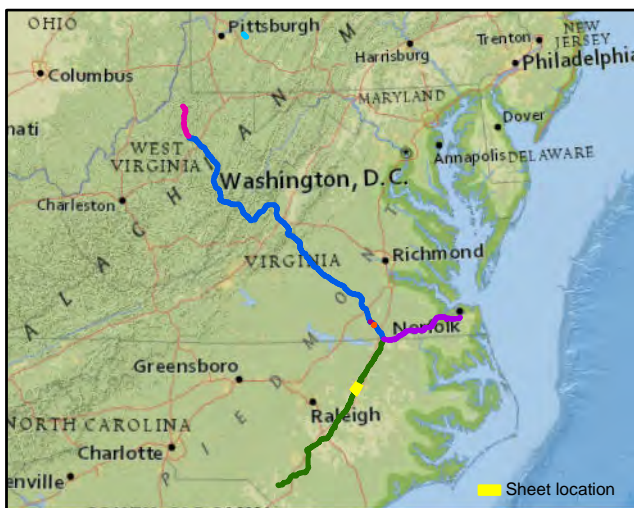 OHIO
Pittsburgh
M
NEW
JERSEY
Trenton
Harrisburg
Philadelphia
Columbus
MARYLAND
Dover
nati
WEST
VIRGINIA
Annapolis
DELAWARE
Washington, D.C.
Charleston
A P P A L A C H I A N
VIRGINIA
Richmond
Norfolk
Greensboro
P I E D M O N T
Raleigh
NORTH CAROLINA
Charlotte
enville
Sheet location